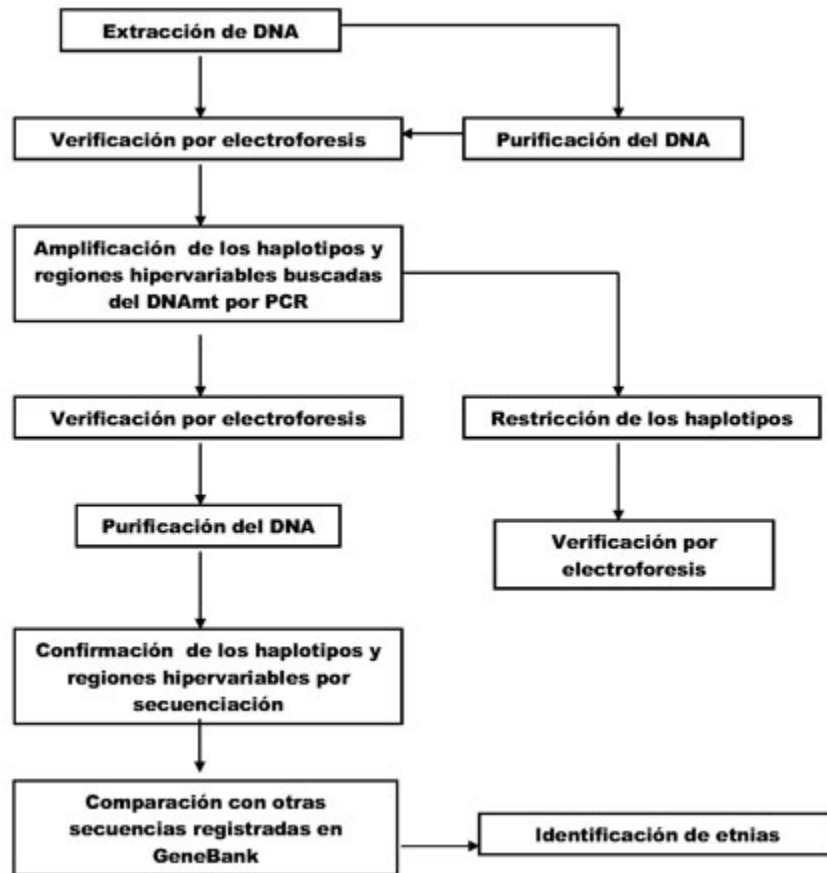 Extracción de DNA
Verificación por electroforesis
Purificación del DNA
Amplificación de los haplotipos y
regiones hipervariables buscadas
del DNAmt por PCR
Verificación por electroforesis
Restricción de los haplotipos
Purificación del DNA
Verificación por
electroforesis
Confirmación de los haplotipos y
regiones hipervariables por
secuenciación
Comparación con otras
secuencias registradas en
GeneBank
Identificación de etnias